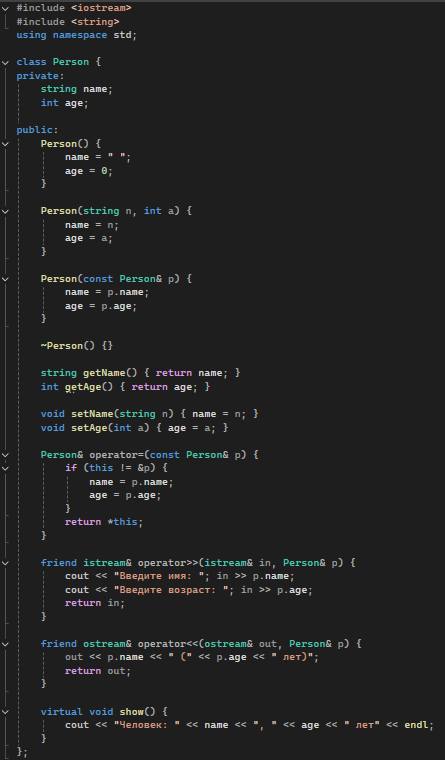 #include <iostream>
#include <string>
using namespace std;

class Person {
private:
    string name;
    int age;

public:
    Person() {
        name = " ";
        age = 0;
    }

    Person(string n, int a) {
        name = n;
        age = a;
    }

    Person(const Person& p) {
        name = p.name;
        age = p.age;
    }

    ~Person() {}

    string getName() { return name; }
    int getAge() { return age; }

    void setName(string n) { name = n; }
    void setAge(int a) { age = a; }

    Person& operator=(const Person& p) {
        if (this != &p) {
            name = p.name;
            age = p.age;
        }
        return *this;
    }

    friend istream& operator>>(istream& in, Person& p) {
        cout << "Введите имя: "; in >> p.name;
        cout << "Введите возраст: "; in >> p.age;
        return in;
    }

    friend ostream& operator<<(ostream& out, Person& p) {
        out << p.name << " (" << p.age << " лет)";
        return out;
    }

    virtual void show() {
        cout << "Человек: " << name << ", " << age << " лет" << endl;
    }
};